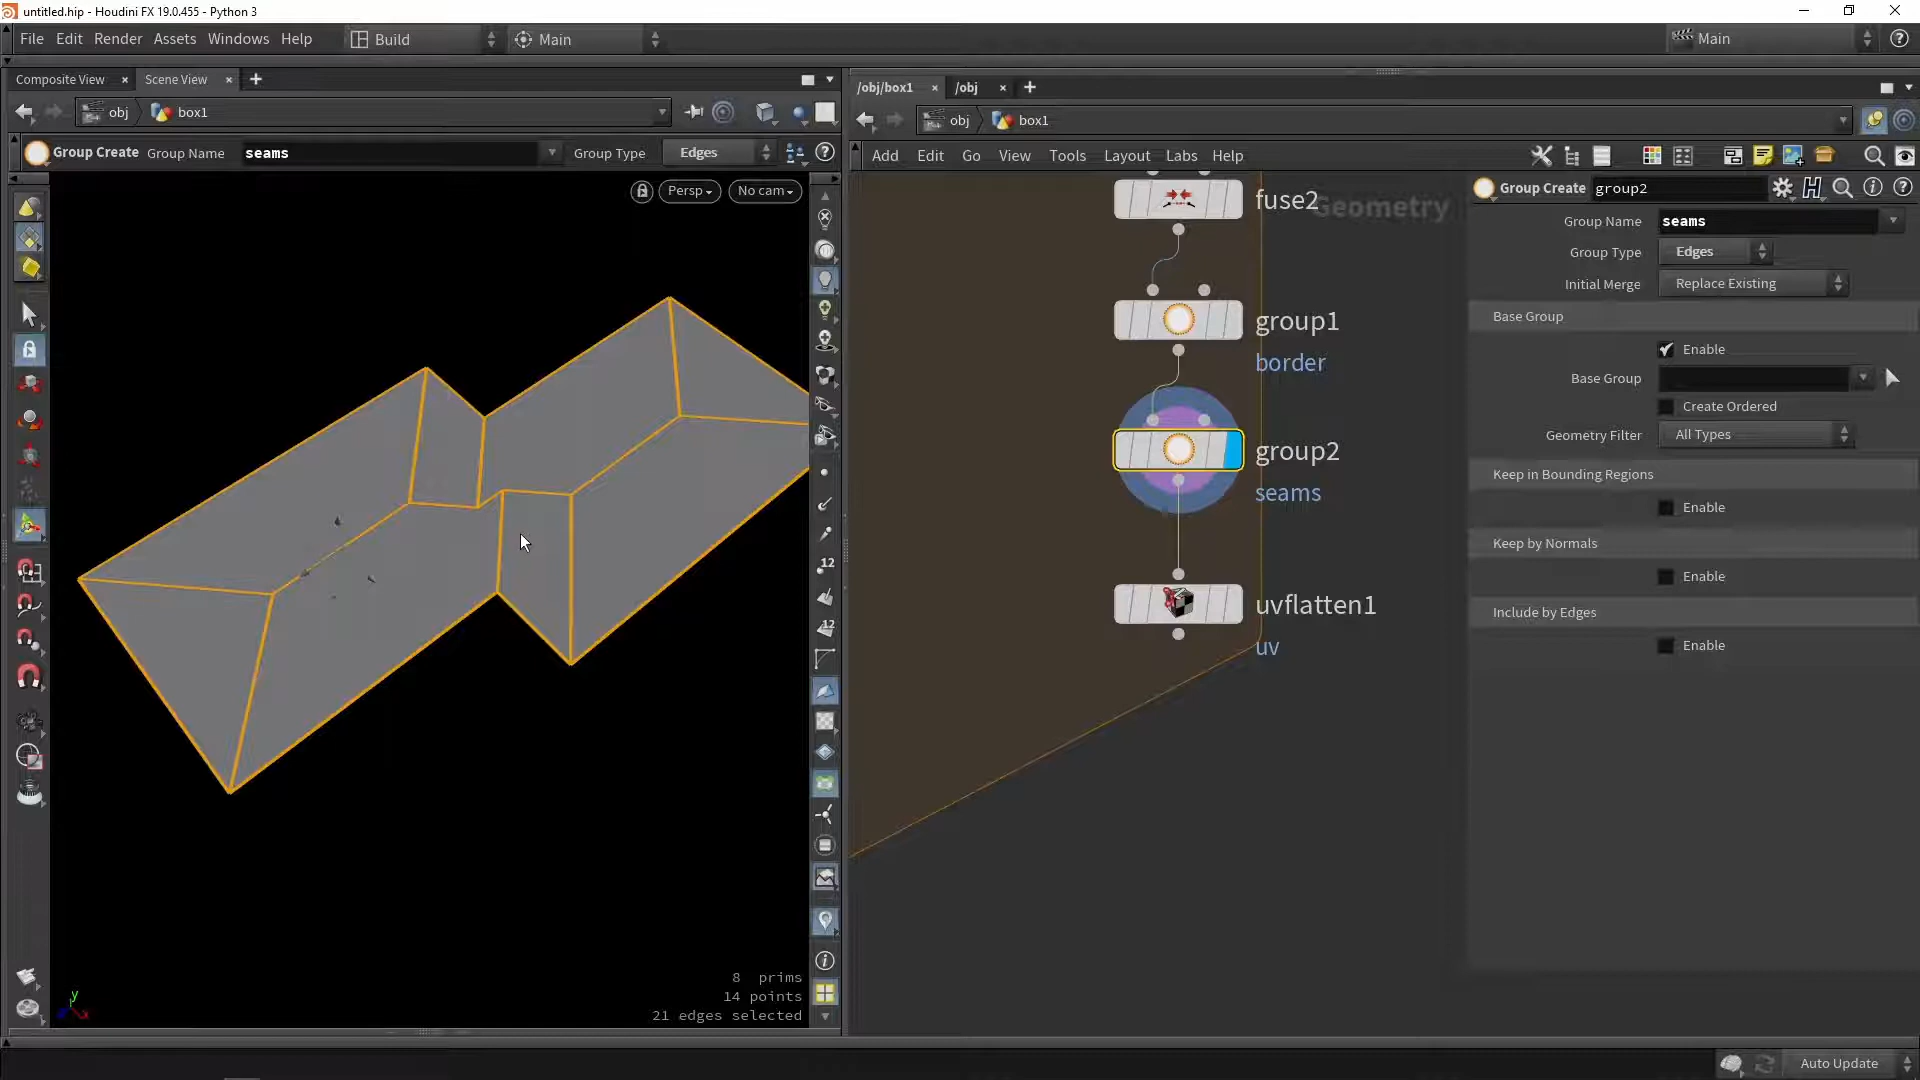 untitled.hip - Houdini FX 19.0.455 - Python 3
File Edit Render Assets Windows Help Build Main Main
Composite View × Scene View × +
/obj/box1 × /obj × +
obj box1
obj box1
Group Create Group Name seams Group Type Edges
Add Edit Go View Tools Layout Labs Help
Persp No cam
Group Create group2
Group Name seams
Group Type Edges
Initial Merge Replace Existing
Base Group
Enable
Base Group
Create Ordered
Geometry Filter All Types
Keep in Bounding Regions
Enable
Keep by Normals
Enable
Include by Edges
Enable
Geometry
fuse2
group1
border
group2
seams
uvflatten1
uv
12
12
8 prims
14 points
21 edges selected
y
Auto Update